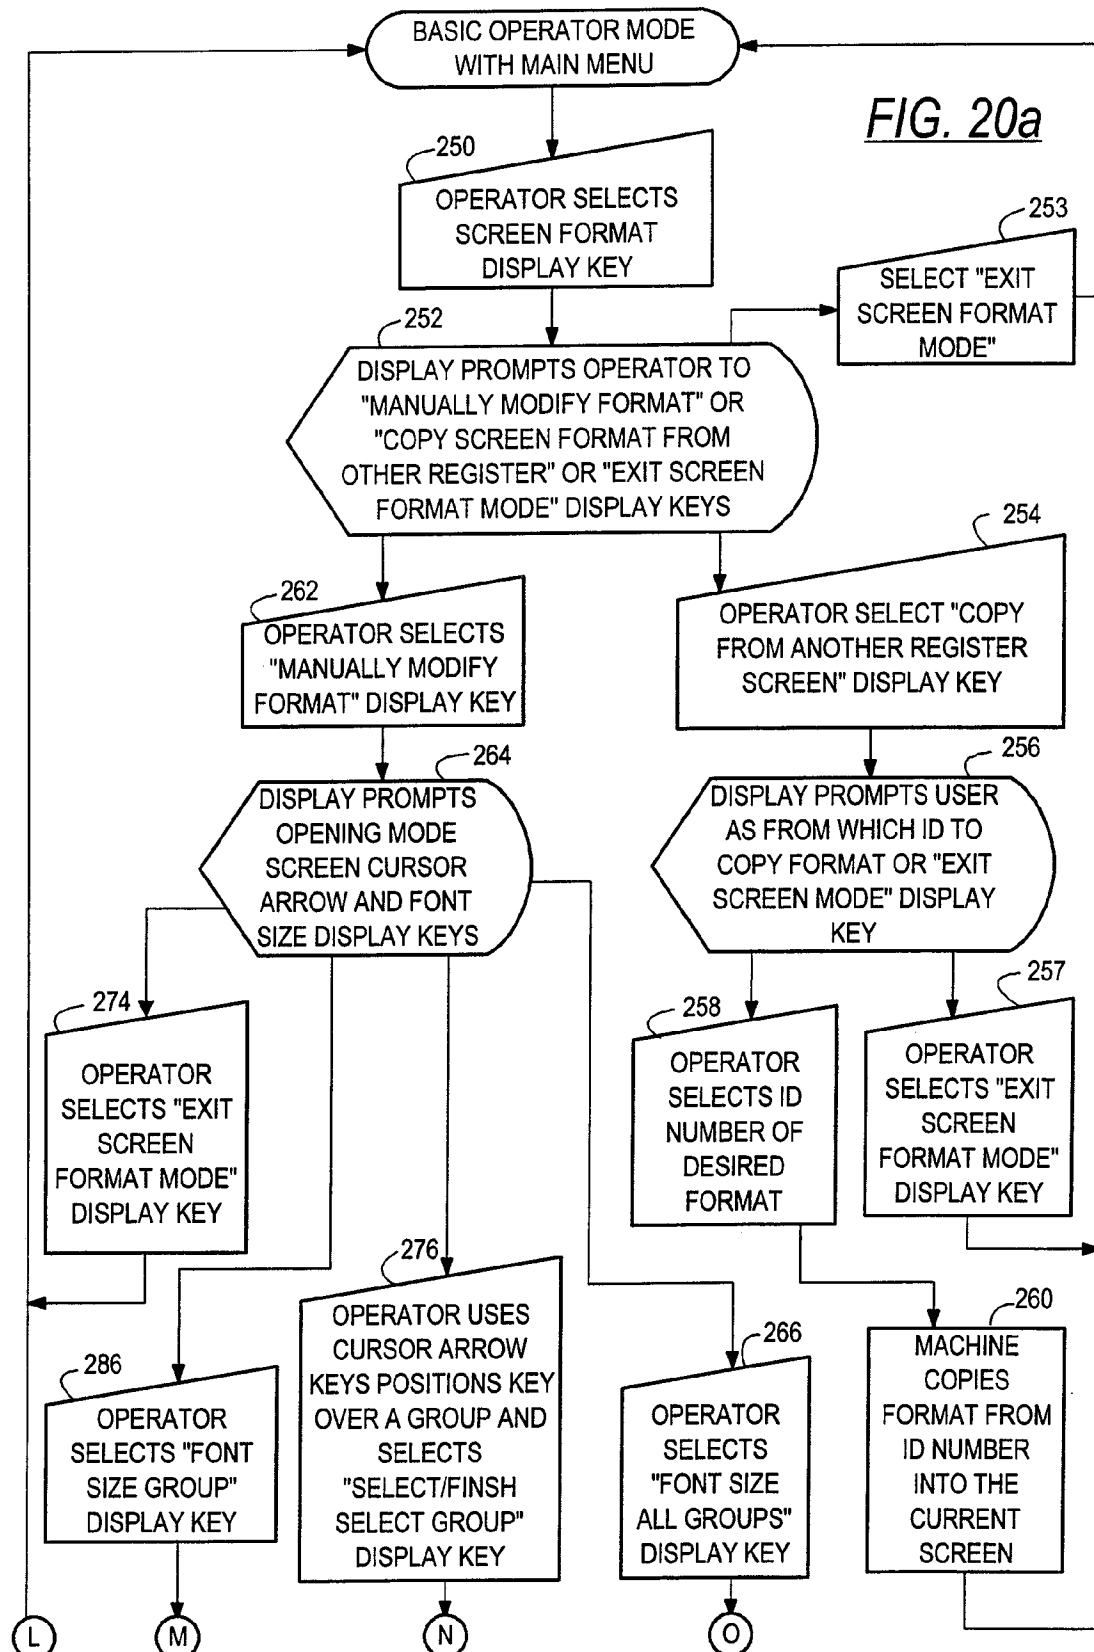 BASIC OPERATOR MODE
WITH MAIN MENU
FIG. 20a
250
OPERATOR SELECTS
SCREEN FORMAT
DISPLAY KEY
253
SELECT "EXIT
SCREEN FORMAT
MODE"
252
DISPLAY PROMPTS OPERATOR TO
"MANUALLY MODIFY FORMAT" OR
"COPY SCREEN FORMAT FROM
OTHER REGISTER" OR "EXIT SCREEN
FORMAT MODE" DISPLAY KEYS
254
OPERATOR SELECT "COPY
FROM ANOTHER REGISTER
SCREEN" DISPLAY KEY
262
OPERATOR SELECTS
"MANUALLY MODIFY
FORMAT" DISPLAY KEY
264
DISPLAY PROMPTS
OPENING MODE
SCREEN CURSOR
ARROW AND FONT
SIZE DISPLAY KEYS
256
DISPLAY PROMPTS USER
AS FROM WHICH ID TO
COPY FORMAT OR "EXIT
SCREEN MODE" DISPLAY
KEY
274
OPERATOR
SELECTS "EXIT
SCREEN
FORMAT MODE"
DISPLAY KEY
258
OPERATOR
SELECTS ID
NUMBER OF
DESIRED
FORMAT
257
OPERATOR
SELECTS "EXIT
SCREEN
FORMAT MODE"
DISPLAY KEY
286
OPERATOR
SELECTS "FONT
SIZE GROUP"
DISPLAY KEY
276
OPERATOR USES
CURSOR ARROW
KEYS POSITIONS KEY
OVER A GROUP AND
SELECTS
"SELECT/FINSH
SELECT GROUP"
DISPLAY KEY
266
OPERATOR
SELECTS
"FONT SIZE
ALL GROUPS"
DISPLAY KEY
260
MACHINE
COPIES
FORMAT FROM
ID NUMBER
INTO THE
CURRENT
SCREEN
L
M
N
O